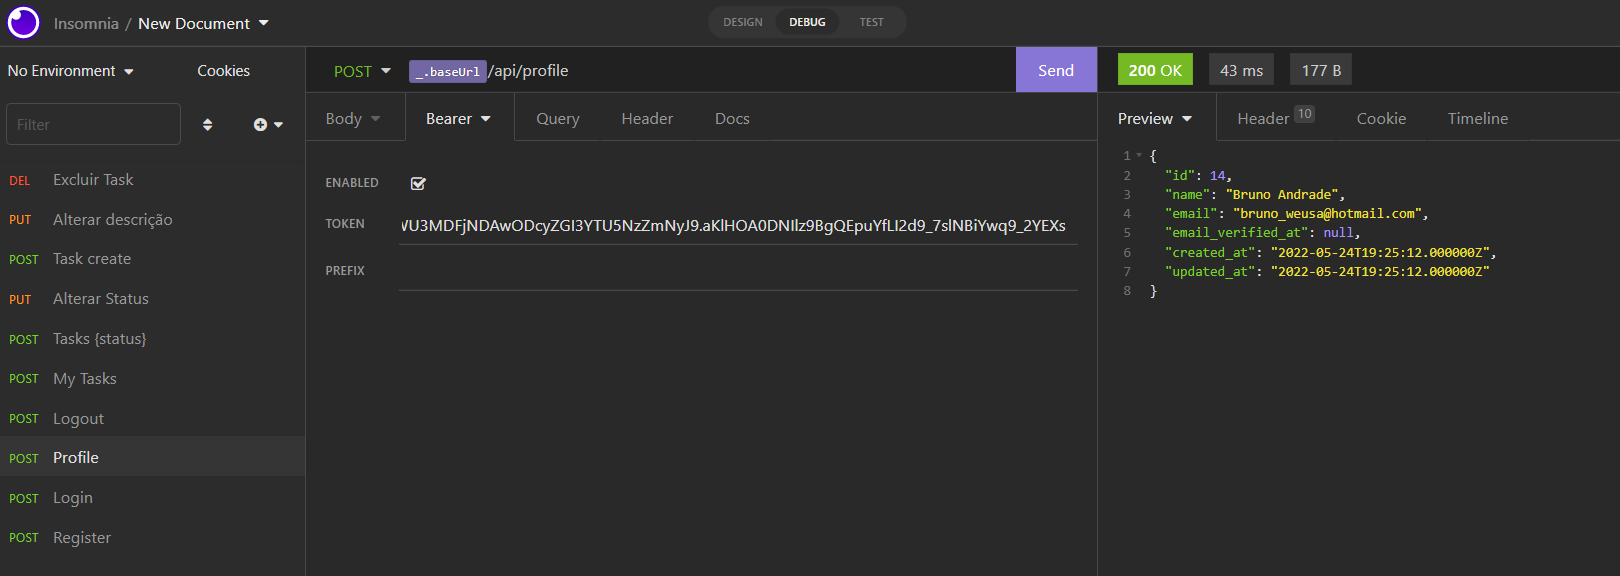 Insomnia / New Document
DESIGN DEBUG TEST
No Environment Cookies
Filter
DEL Excluir Task
PUT Alterar descrição
POST Task create
PUT Alterar Status
POST Tasks {status}
POST My Tasks
POST Logout
POST Profile
POST Login
POST Register
POST _.baseUrl/api/profile Send
Body Bearer Query Header Docs
ENABLED
TOKEN VU3MDFjNDAwODcyZGI3YTU5NzZmNyJ9.aKlHOA0DNIlz9BgQEpuYfLI2d9_7slNBiYwq9_2YEXs
PREFIX
200 OK 43 ms 177 B
Preview Header 10 Cookie Timeline
1 {
2 "id": 14,
3 "name": "Bruno Andrade",
4 "email": "bruno_weusa@hotmail.com",
5 "email_verified_at": null,
6 "created_at": "2022-05-24T19:25:12.000000Z",
7 "updated_at": "2022-05-24T19:25:12.000000Z"
8 }